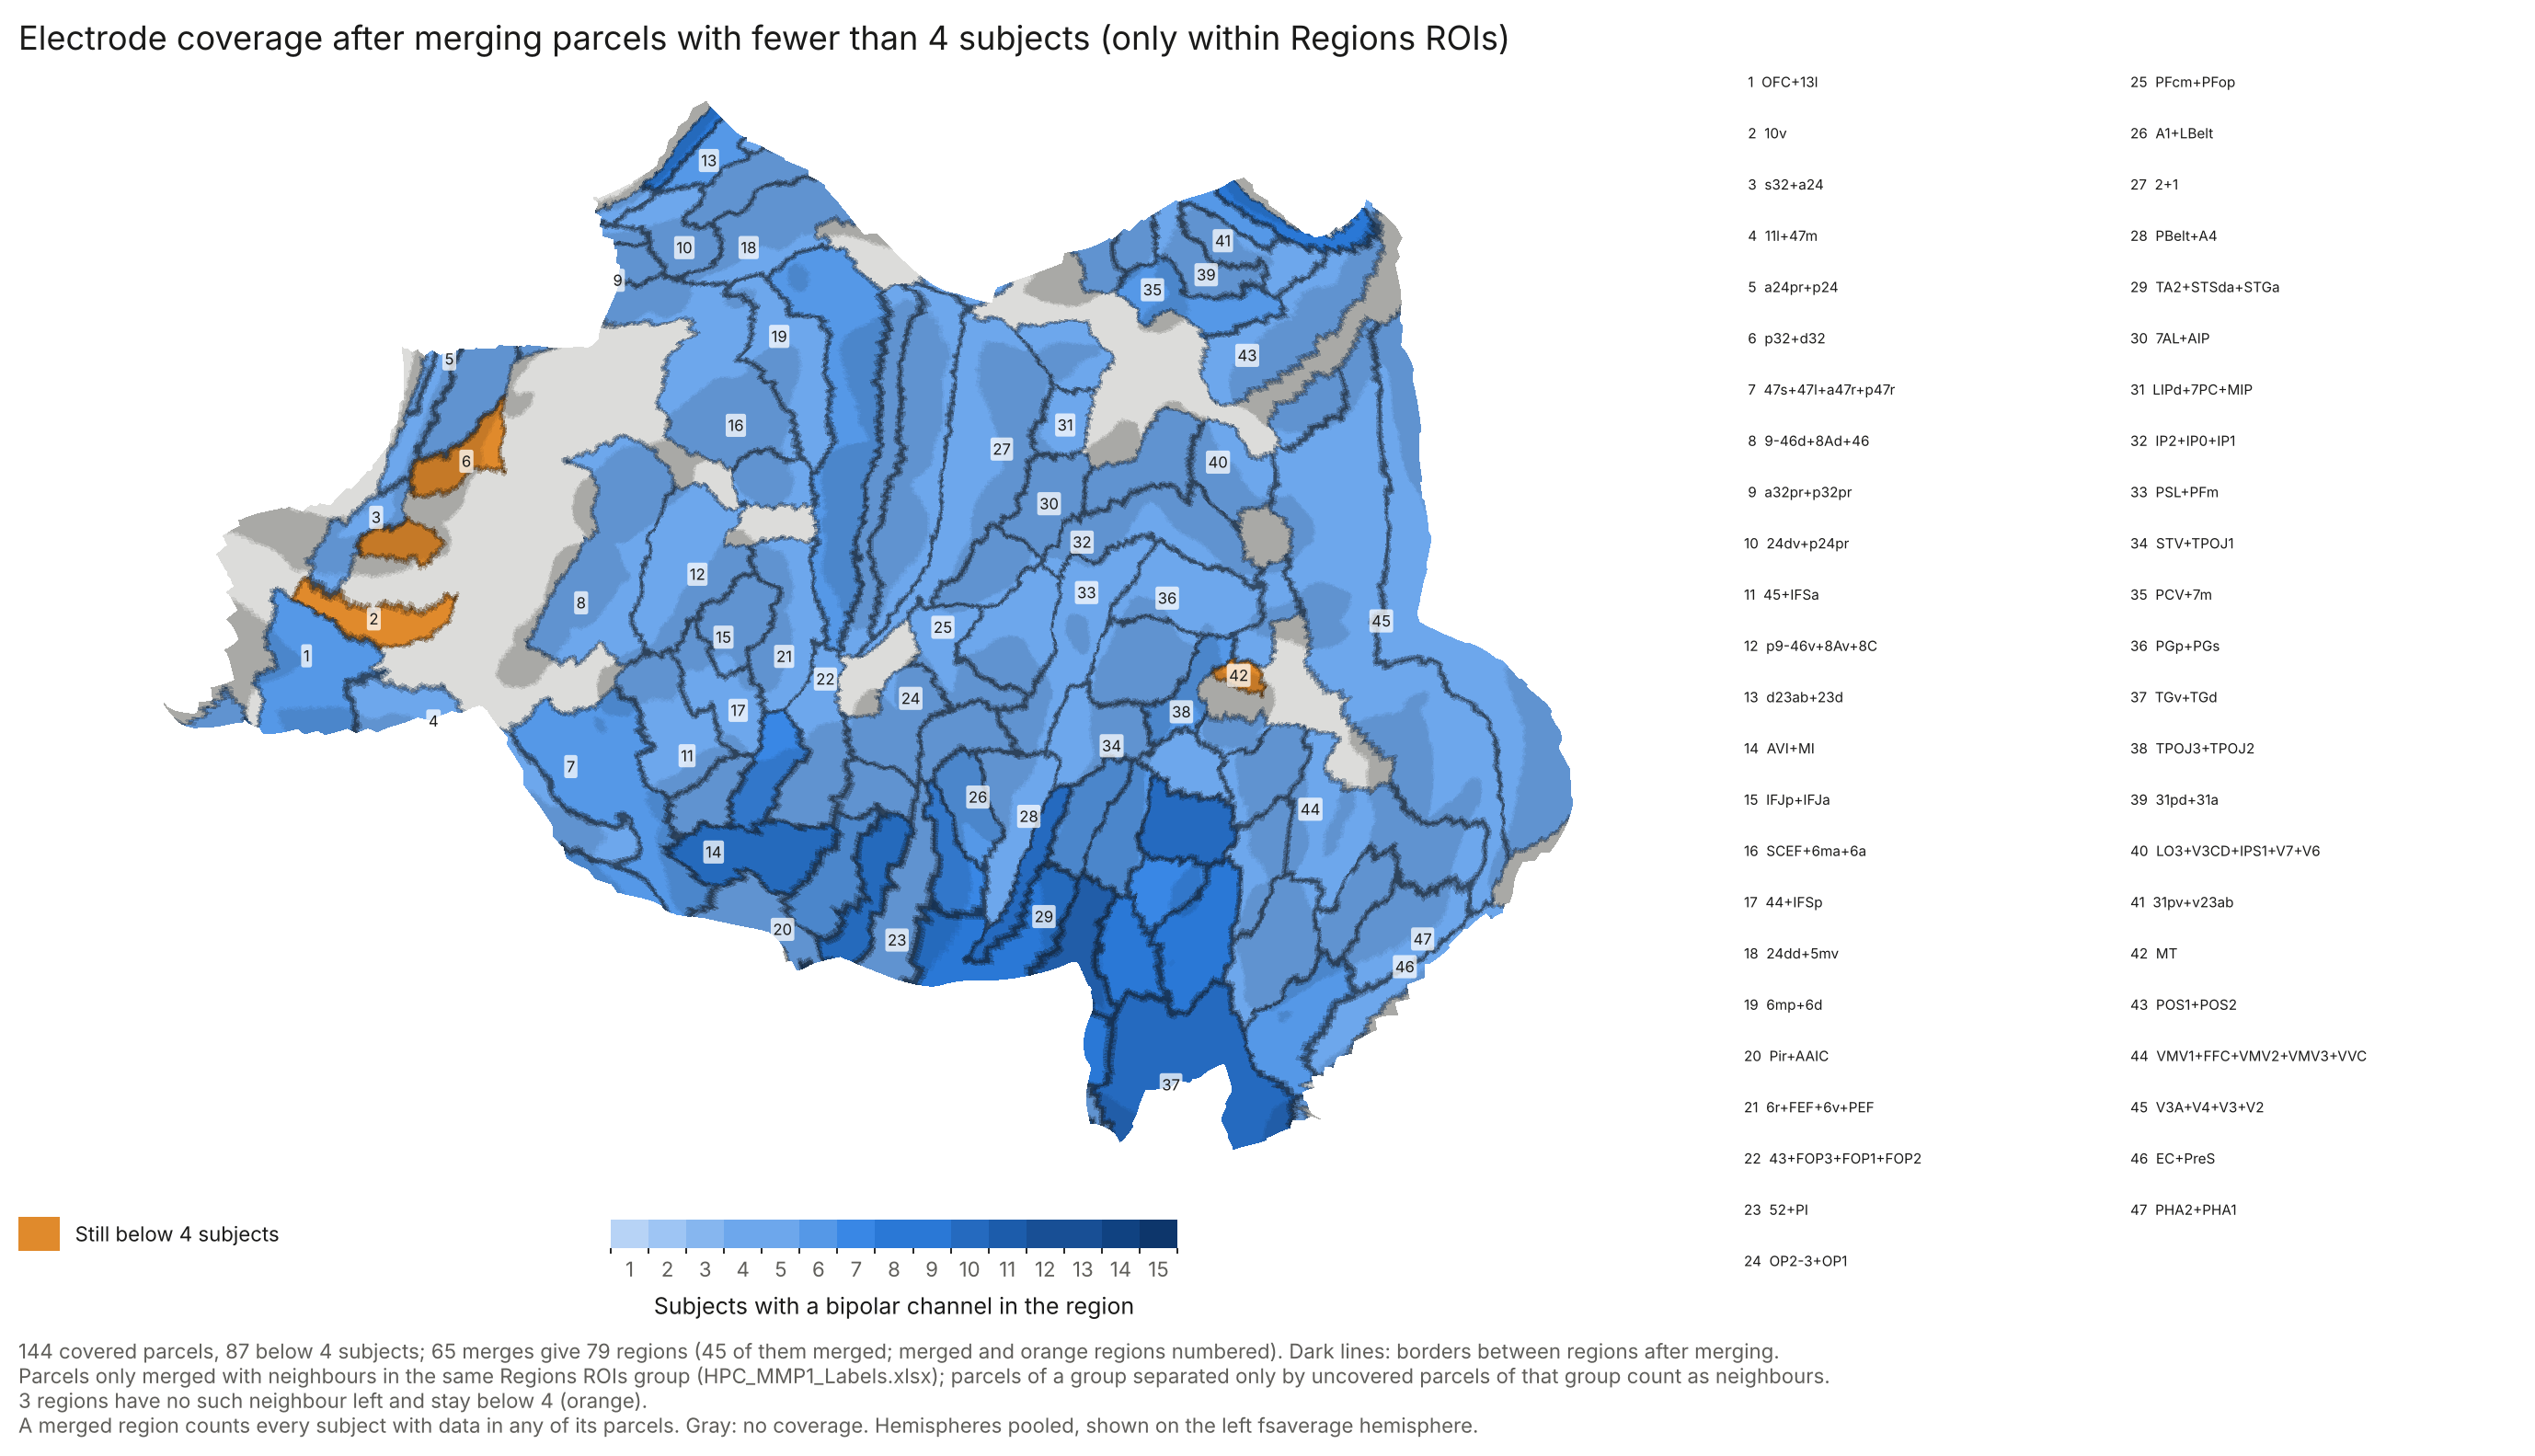 Electrode coverage after merging parcels with fewer than 4 subjects (only within Regions ROIs)
13
10
18
9
41
39
35
43
5
19
16
6
3
31
27
40
30
32
12
8
2
1
15
21
25
33
36
45
22
42
24
4
17
38
11
7
34
26
28
44
14
29
20
23
47
46
37
1 OFC+13l
2 10v
3 s32+a24
4 11l+47m
5 a24pr+p24
6 p32+d32
7 47s+47l+a47r+p47r
8 9-46d+8Ad+46
9 a32pr+p32pr
10 24dv+p24pr
11 45+IFSa
12 p9-46v+8Av+8C
13 d23ab+23d
14 AVI+MI
15 IFJp+IFJa
16 SCEF+6ma+6a
17 44+IFSp
18 24dd+5mv
19 6mp+6d
20 Pir+AAIC
21 6r+FEF+6v+PEF
22 43+FOP3+FOP1+FOP2
23 52+PI
24 OP2-3+OP1
25 PFcm+PFop
26 A1+LBelt
27 2+1
28 PBelt+A4
29 TA2+STSda+STGa
30 7AL+AIP
31 LIPd+7PC+MIP
32 IP2+IP0+IP1
33 PSL+PFm
34 STV+TPOJ1
35 PCV+7m
36 PGp+PGs
37 TGv+TGd
38 TPOJ3+TPOJ2
39 31pd+31a
40 LO3+V3CD+IPS1+V7+V6
41 31pv+v23ab
42 MT
43 POS1+POS2
44 VMV1+FFC+VMV2+VMV3+VVC
45 V3A+V4+V3+V2
46 EC+PreS
47 PHA2+PHA1
Still below 4 subjects
1 2 3 4 5 6 7 8 9 10 11 12 13 14 15
Subjects with a bipolar channel in the region
144 covered parcels, 87 below 4 subjects; 65 merges give 79 regions (45 of them merged; merged and orange regions numbered). Dark lines: borders between regions after merging.
Parcels only merged with neighbours in the same Regions ROIs group (HPC_MMP1_Labels.xlsx); parcels of a group separated only by uncovered parcels of that group count as neighbours.
3 regions have no such neighbour left and stay below 4 (orange).
A merged region counts every subject with data in any of its parcels. Gray: no coverage. Hemispheres pooled, shown on the left fsaverage hemisphere.